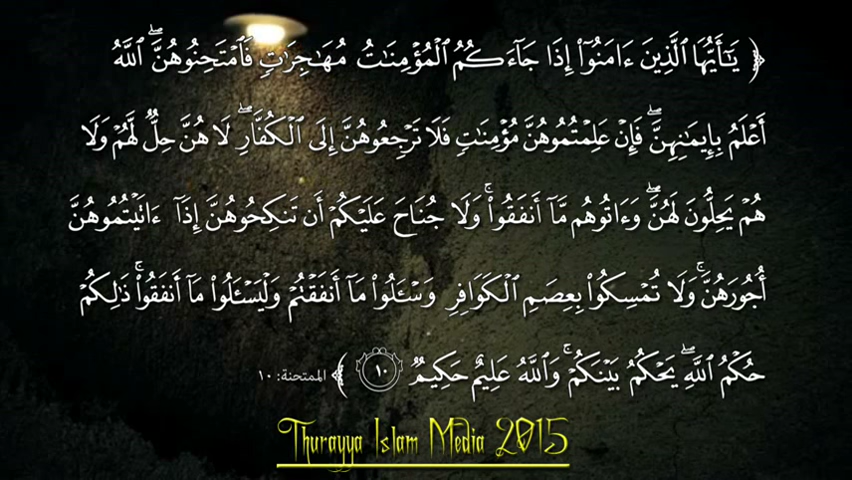 ﴿ يَـٰٓأَيُّهَا ٱلَّذِينَ ءَامَنُوٓا۟ إِذَا جَآءَكُمُ ٱلْمُؤْمِنَـٰتُ مُهَـٰجِرَٰتٍ فَٱمْتَحِنُوهُنَّ ۖ ٱللَّهُ
أَعْلَمُ بِإِيمَـٰنِهِنَّ ۖ فَإِنْ عَلِمْتُمُوهُنَّ مُؤْمِنَـٰتٍ فَلَا تَرْجِعُوهُنَّ إِلَى ٱلْكُفَّارِ ۖ لَا هُنَّ حِلٌّ لَّهُمْ وَلَا
هُمْ يَحِلُّونَ لَهُنَّ ۖ وَءَاتُوهُم مَّآ أَنفَقُوا۟ ۚ وَلَا جُنَاحَ عَلَيْكُمْ أَن تَنكِحُوهُنَّ إِذَآ ءَاتَيْتُمُوهُنَّ
أُجُورَهُنَّ ۚ وَلَا تُمْسِكُوا۟ بِعِصَمِ ٱلْكَوَافِرِ وَسْـَٔلُوا۟ مَآ أَنفَقْتُمْ وَلْيَسْـَٔلُوا۟ مَآ أَنفَقُوا۟ ۚ ذَٰلِكُمْ
حُكْمُ ٱللَّهِ ۖ يَحْكُمُ بَيْنَكُمْ ۚ وَٱللَّهُ عَلِيمٌ حَكِيمٌ ١٠ ﴾ الممتحنة: ١٠
Thurayya Islam Media 2015